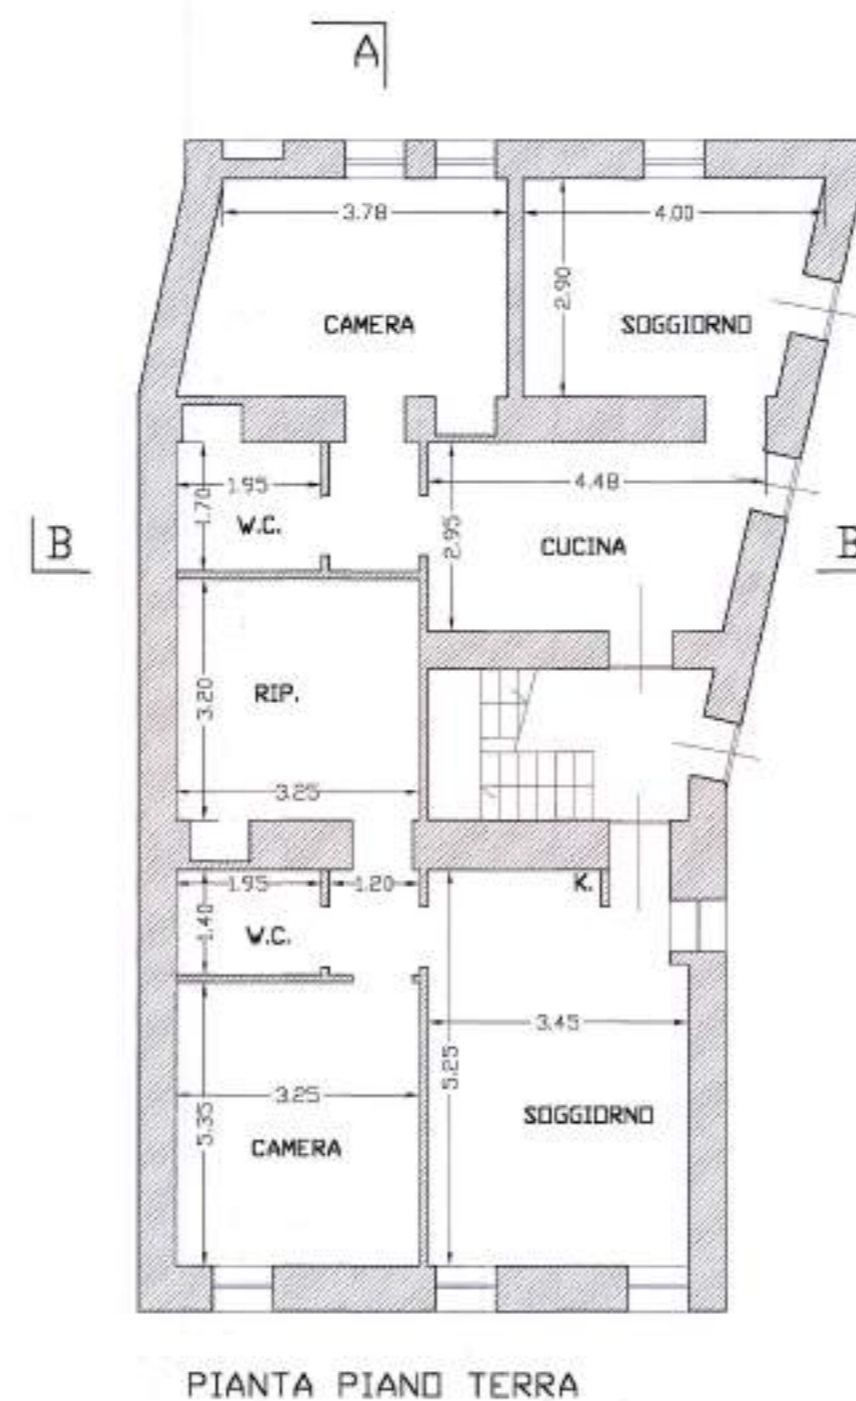 A
3.78
4.00
2.90
CAMERA
SOGGIORNO
1.95
1.70
W.C.
4.48
2.95
CUCINA
B
B
3.20
RIP.
3.25
1.95
1.20
K.
1.40
W.C.
3.45
5.25
3.25
5.35
SOGGIORNO
CAMERA
PIANTA PIANO TERRA